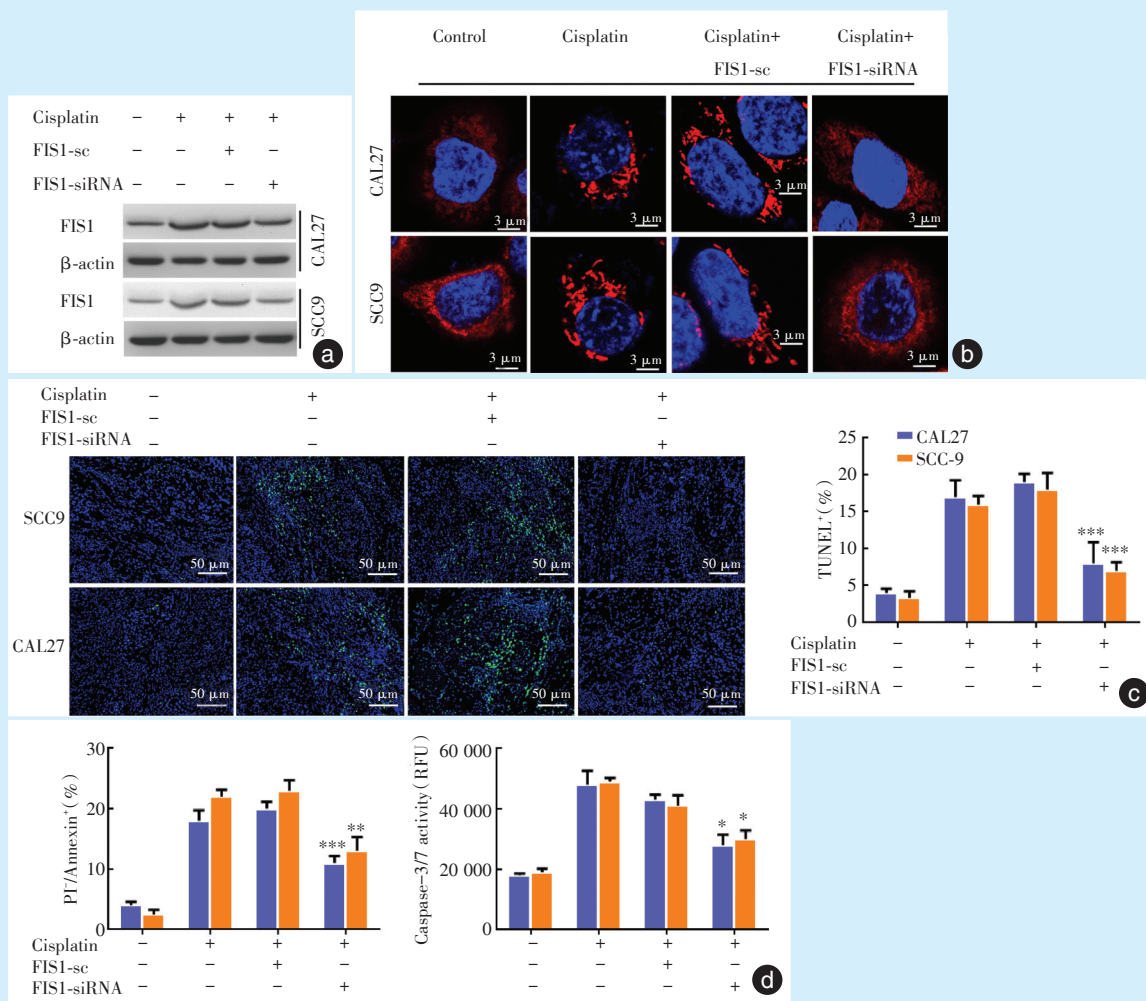 Cisplatin − + + +
FIS1-sc − − + −
FIS1-siRNA − − − +
FIS1
β-actin
CAL27
FIS1
β-actin
SCC9
a
Control Cisplatin Cisplatin+ Cisplatin+
FIS1-sc FIS1-siRNA
CAL27
3 μm 3 μm 3 μm 3 μm
SCC9
3 μm 3 μm 3 μm 3 μm
b
Cisplatin − + + +
FIS1-sc − − + −
FIS1-siRNA − − − +
SCC9
50 μm 50 μm 50 μm 50 μm
CAL27
50 μm 50 μm 50 μm 50 μm
TUNEL⁺(%)
25
20
15
10
5
0
CAL27
SCC-9
*** ***
Cisplatin − + + +
FIS1-sc − − + −
FIS1-siRNA − − − +
c
PI⁻/Annexin⁺(%)
30
20
10
0
*** **
Cisplatin − + + +
FIS1-sc − − + −
FIS1-siRNA − − − +
Caspase−3/7 activity(RFU)
60 000
40 000
20 000
0
* *
− + + +
− − + −
− − − +
d